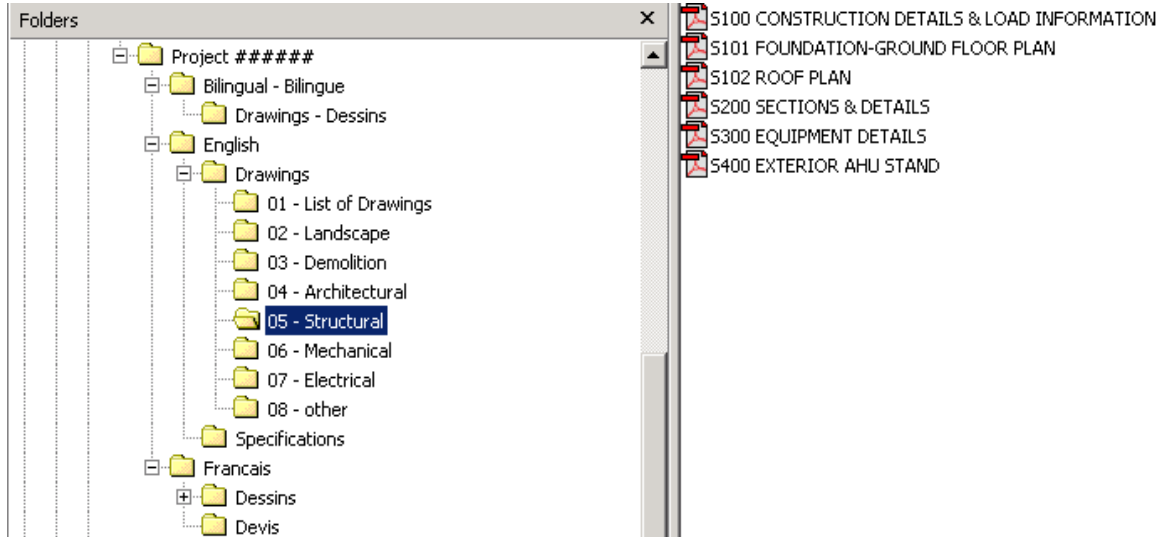 Folders
Project ######
Bilingual - Bilingue
Drawings - Dessins
English
Drawings
01 - List of Drawings
02 - Landscape
03 - Demolition
04 - Architectural
05 - Structural
06 - Mechanical
07 - Electrical
08 - other
Specifications
Francais
Dessins
Devis
S100 CONSTRUCTION DETAILS & LOAD INFORMATION
S101 FOUNDATION-GROUND FLOOR PLAN
S102 ROOF PLAN
S200 SECTIONS & DETAILS
S300 EQUIPMENT DETAILS
S400 EXTERIOR AHU STAND